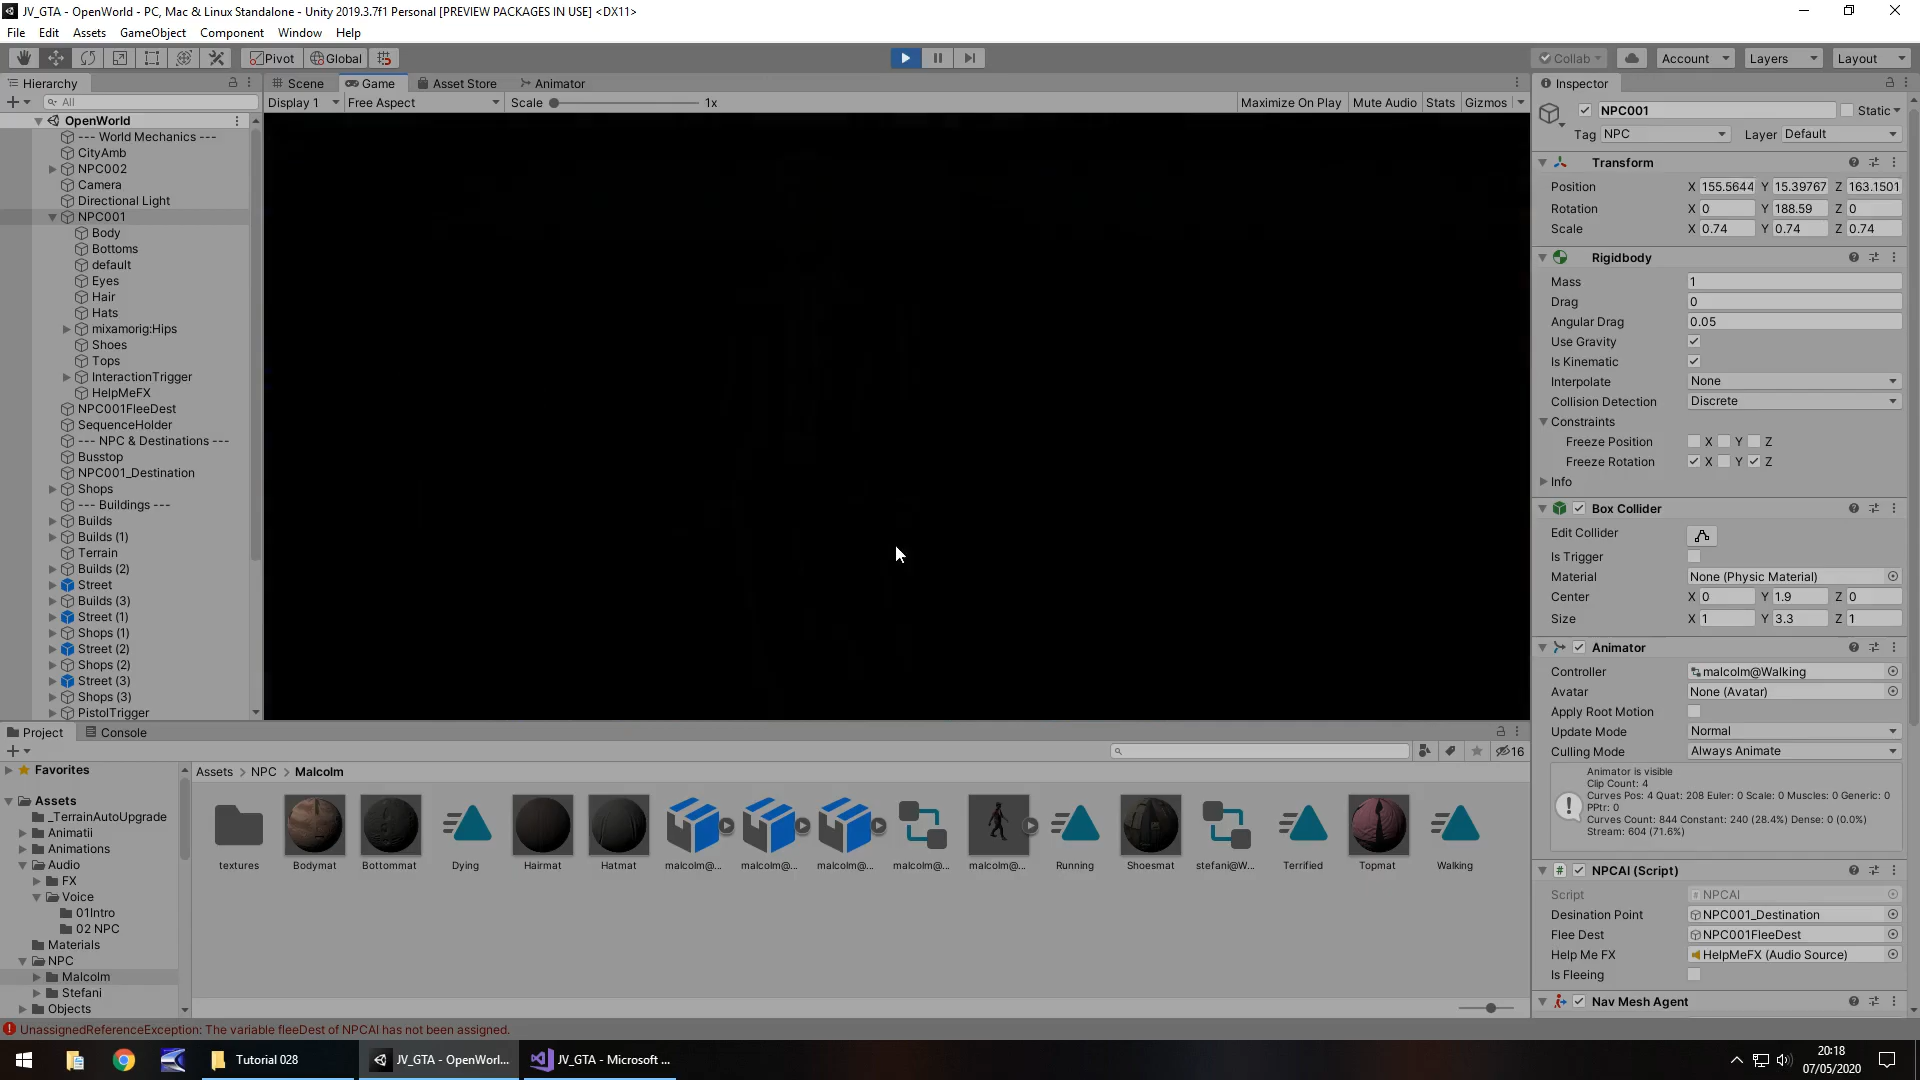 JV_GTA - OpenWorld - PC, Mac & Linux Standalone - Unity 2019.3.7f1 Personal [PREVIEW PACKAGES IN USE] <DX11>
File Edit Assets GameObject Component Window Help
Pivot Global Collab Account Layers Layout
Hierarchy Scene Game Asset Store Animator Inspector
All Display 1 Free Aspect Scale 1x Maximize On Play Mute Audio Stats Gizmos
OpenWorld
--- World Mechanics ---
CityAmb
NPC002
Camera
Directional Light
NPC001
Body
Bottoms
default
Eyes
Hair
Hats
mixamorig:Hips
Shoes
Tops
InteractionTrigger
HelpMeFX
NPC001FleeDest
SequenceHolder
--- NPC & Destinations ---
Busstop
NPC001_Destination
Shops
--- Buildings ---
Builds
Builds (1)
Terrain
Builds (2)
Street
Builds (3)
Street (1)
Shops (1)
Street (2)
Shops (2)
Street (3)
Shops (3)
PistolTrigger
NPC001 Static
Tag NPC Layer Default
Transform
Position X 155.5644 Y 15.39767 Z 163.1501
Rotation X 0 Y 188.59 Z 0
Scale X 0.74 Y 0.74 Z 0.74
Rigidbody
Mass 1
Drag 0
Angular Drag 0.05
Use Gravity
Is Kinematic
Interpolate None
Collision Detection Discrete
Constraints
Freeze Position X Y Z
Freeze Rotation X Y Z
Info
Box Collider
Edit Collider
Is Trigger
Material None (Physic Material)
Center X 0 Y 1.9 Z 0
Size X 1 Y 3.3 Z 1
Animator
Controller malcolm@Walking
Avatar None (Avatar)
Apply Root Motion
Update Mode Normal
Culling Mode Always Animate
Animator is visible
Clip Count: 4
Curves Pos: 4 Quat: 208 Euler: 0 Scale: 0 Muscles: 0 Generic: 0
PPtr: 0
Curves Count: 844 Constant: 240 (28.4%) Dense: 0 (0.0%)
Stream: 604 (71.6%)
NPCAI (Script)
Script NPCAI
Desination Point NPC001_Destination
Flee Dest NPC001FleeDest
Help Me FX HelpMeFX (Audio Source)
Is Fleeing
Nav Mesh Agent
Project Console
16
Favorites
Assets
_TerrainAutoUpgrade
Animatii
Animations
Audio
FX
Voice
01Intro
02 NPC
Materials
NPC
Malcolm
Stefani
Objects
Assets > NPC > Malcolm
textures Bodymat Bottommat Dying Hairmat Hatmat malcolm@... malcolm@... malcolm@... malcolm@... malcolm@... Running Shoesmat stefani@W... Terrified Topmat Walking
UnassignedReferenceException: The variable fleeDest of NPCAI has not been assigned.
Tutorial 028 JV_GTA - OpenWorl... JV_GTA - Microsoft ...
20:18
07/05/2020